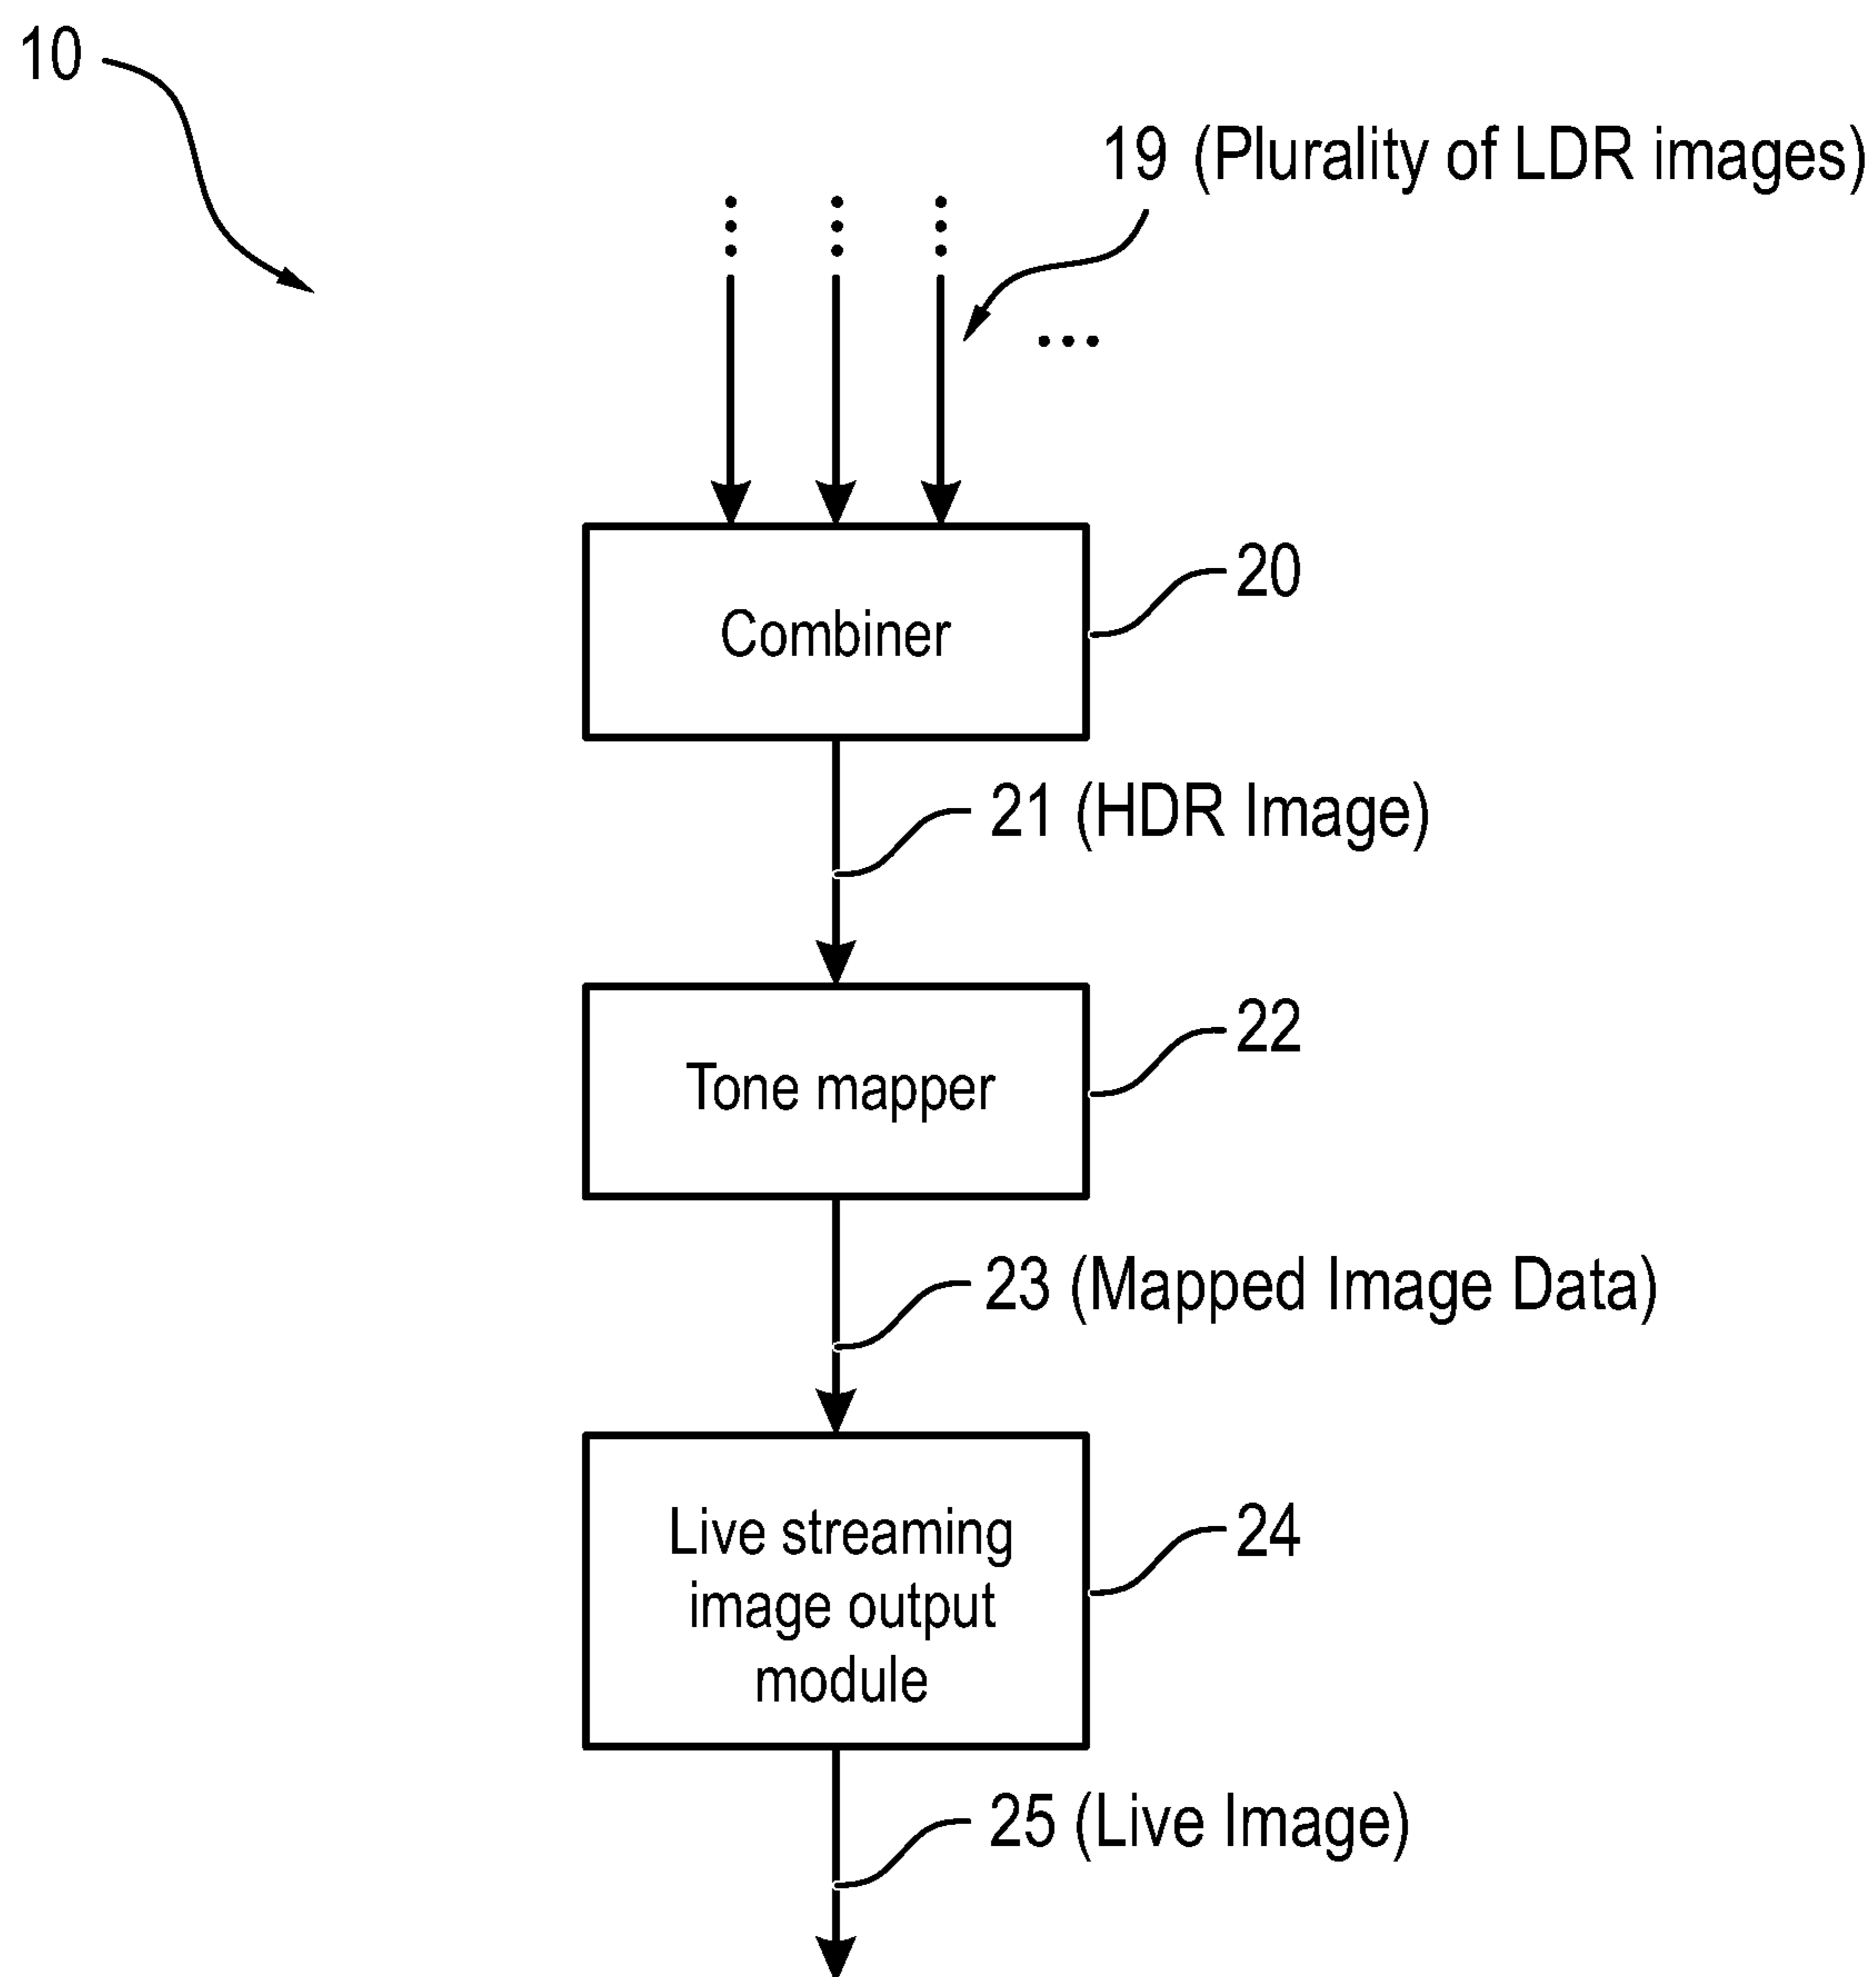 10
19 (Plurality of LDR images)
Combiner
20
21 (HDR Image)
Tone mapper
22
23 (Mapped Image Data)
Live streaming
image output
module
24
25 (Live Image)